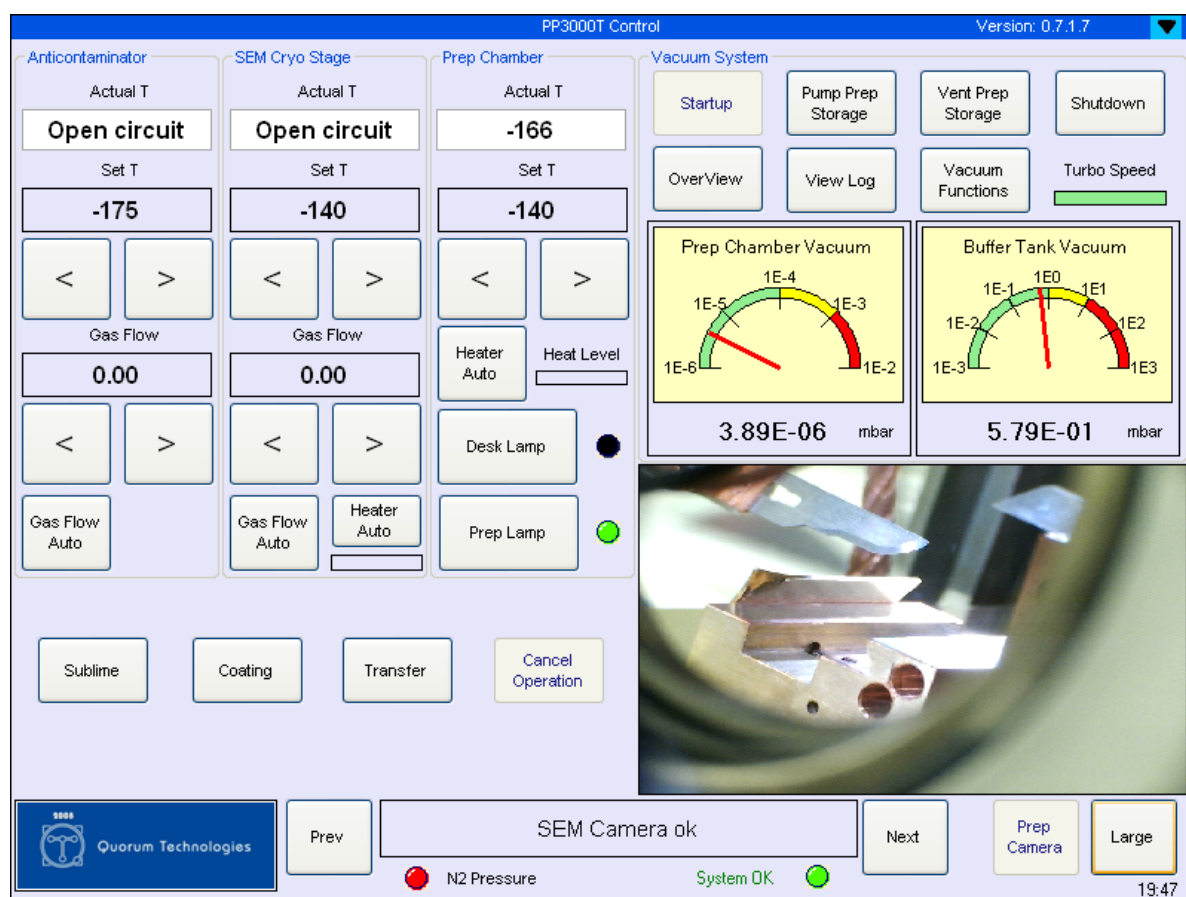 PP3000T Control
Version: 0.7.1.7
Anticontaminator
Actual T
Open circuit
Set T
-175
<
>
Gas Flow
0.00
<
>
Gas Flow
Auto
SEM Cryo Stage
Actual T
Open circuit
Set T
-140
<
>
Gas Flow
0.00
<
>
Gas Flow
Auto
Heater
Auto
Prep Chamber
Actual T
-166
Set T
-140
<
>
Heater
Auto
Heat Level
Desk Lamp
Prep Lamp
Vacuum System
Startup
Pump Prep
Storage
Vent Prep
Storage
Shutdown
OverView
View Log
Vacuum
Functions
Turbo Speed
Prep Chamber Vacuum
1E-6
1E-5
1E-4
1E-3
1E-2
3.89E-06 mbar
Buffer Tank Vacuum
1E-3
1E-2
1E-1
1E0
1E1
1E2
1E3
5.79E-01 mbar
Sublime
Coating
Transfer
Cancel
Operation
Quorum Technologies
Prev
SEM Camera ok
Next
Prep
Camera
Large
N2 Pressure
System OK
19:47